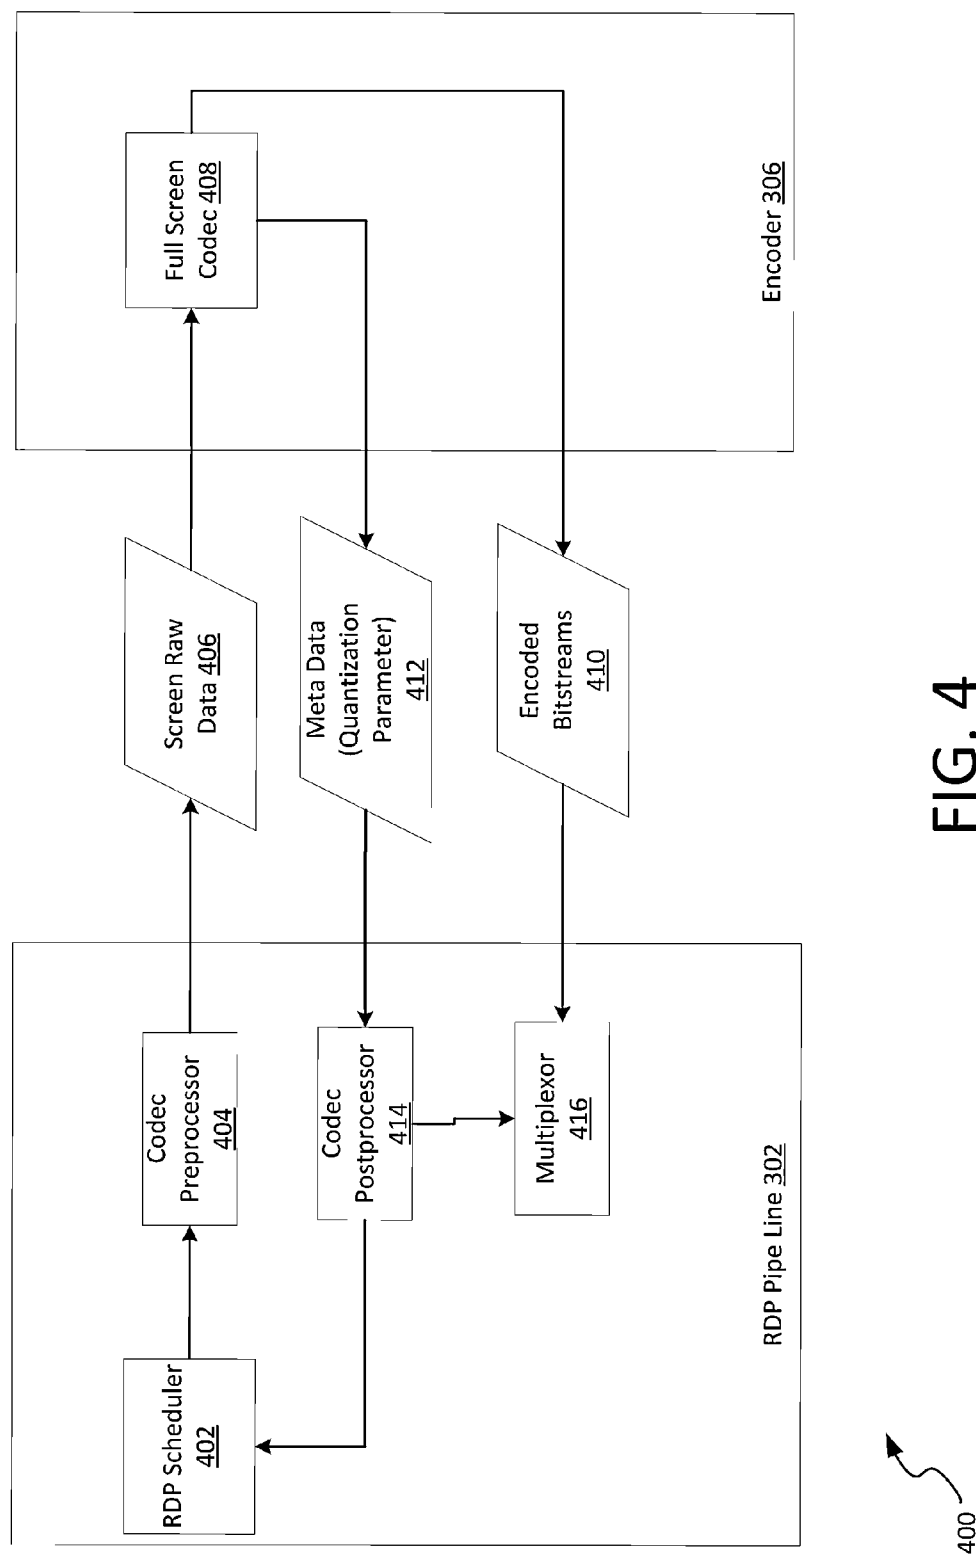 RDP Scheduler
402
Codec
Preprocessor
404
Screen Raw
Data 406
Full Screen
Codec 408
Codec
Postprocessor
414
Meta Data
(Quantization
Parameter)
412
Multiplexor
416
Encoded
Bitstreams
410
RDP Pipe Line 302
Encoder 306
400
FIG. 4